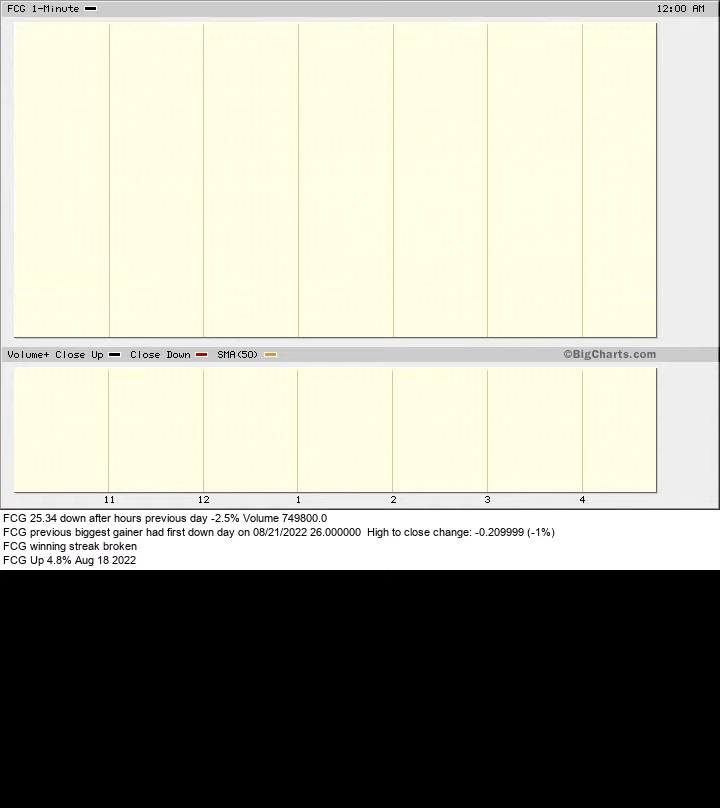 FCG 1-Minute 12:00 AM
Volume+ Close Up Close Down SMA(50) ©BigCharts.com
11 12 1 2 3 4
FCG 25.34 down after hours previous day -2.5% Volume 749800.0
FCG previous biggest gainer had first down day on 08/21/2022 26.000000 High to close change: -0.209999 (-1%)
FCG winning streak broken
FCG Up 4.8% Aug 18 2022